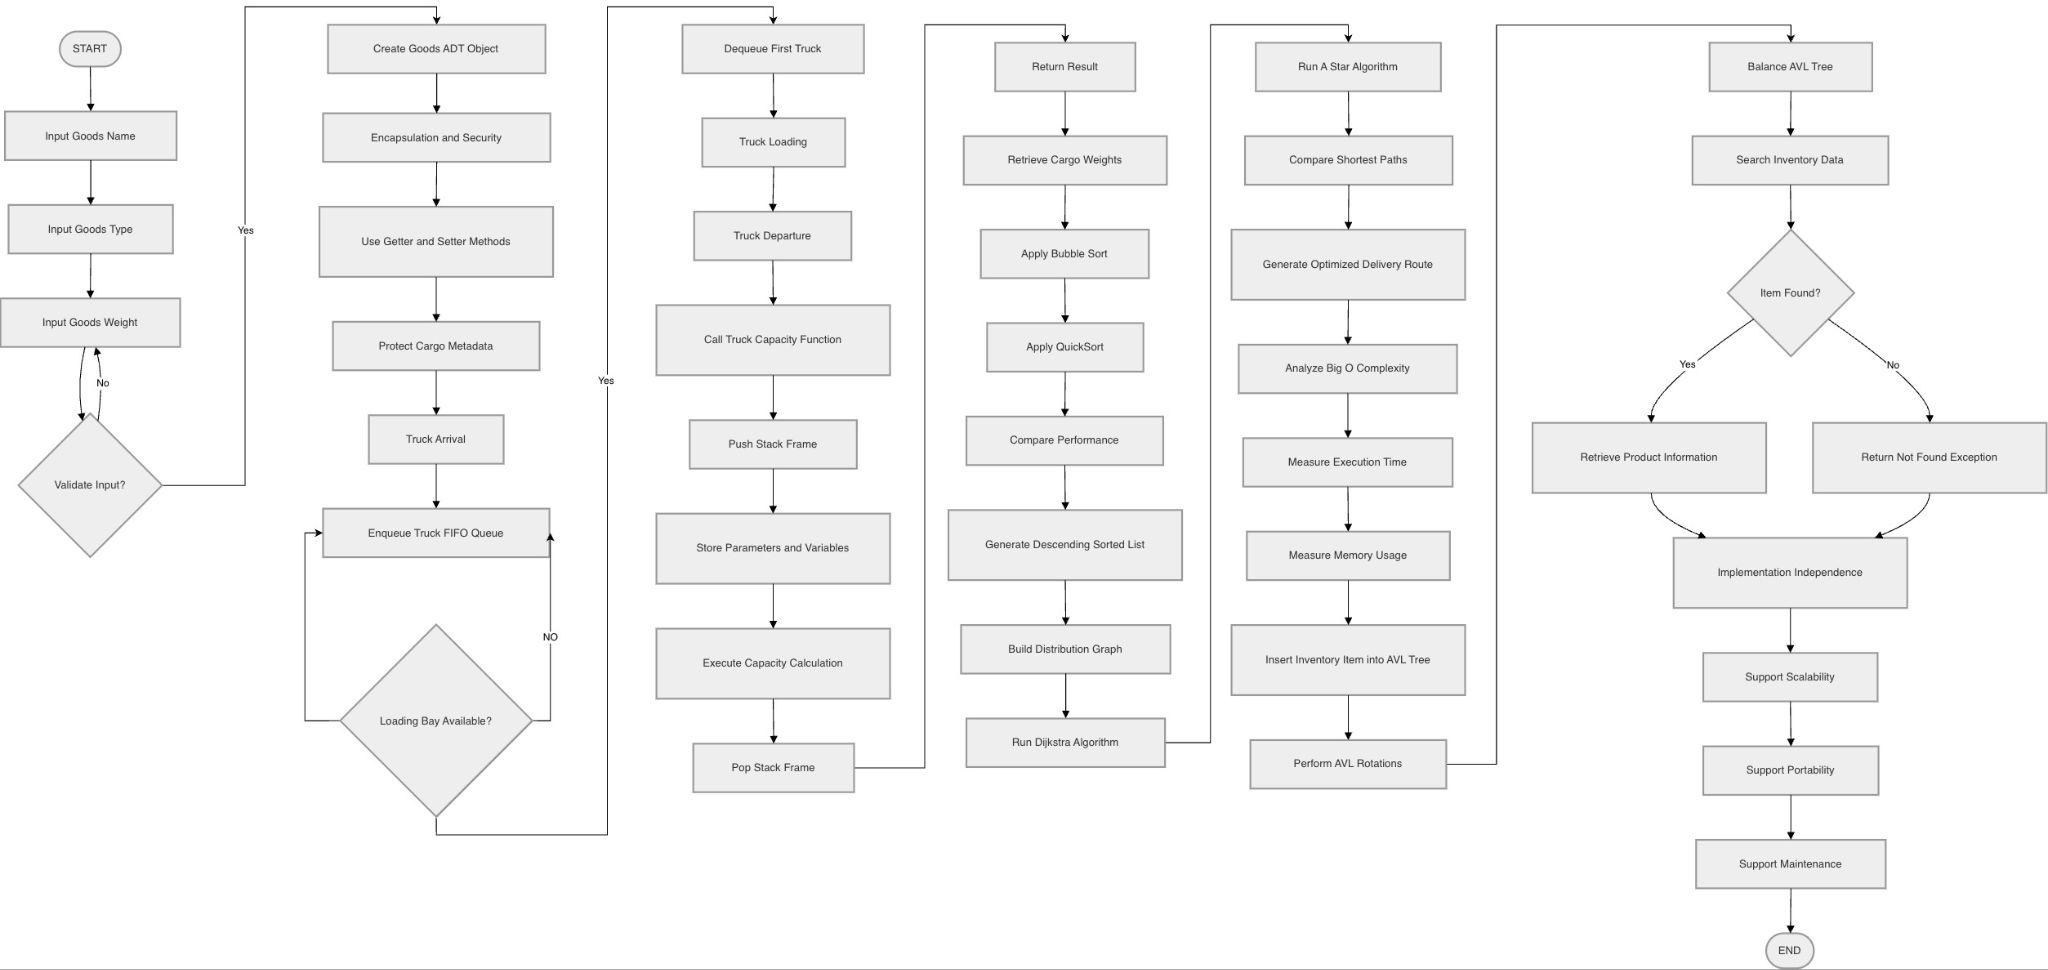 START
Input Goods Name
Input Goods Type
Input Goods Weight
No
Validate Input?
Yes
Create Goods ADT Object
Encapsulation and Security
Use Getter and Setter Methods
Protect Cargo Metadata
Truck Arrival
Enqueue Truck FIFO Queue
NO
Loading Bay Available?
Yes
Dequeue First Truck
Truck Loading
Truck Departure
Call Truck Capacity Function
Push Stack Frame
Store Parameters and Variables
Execute Capacity Calculation
Pop Stack Frame
Return Result
Retrieve Cargo Weights
Apply Bubble Sort
Apply QuickSort
Compare Performance
Generate Descending Sorted List
Build Distribution Graph
Run Dijkstra Algorithm
Run A Star Algorithm
Compare Shortest Paths
Generate Optimized Delivery Route
Analyze Big O Complexity
Measure Execution Time
Measure Memory Usage
Insert Inventory Item into AVL Tree
Perform AVL Rotations
Balance AVL Tree
Search Inventory Data
Item Found?
Yes
No
Retrieve Product Information
Return Not Found Exception
Implementation Independence
Support Scalability
Support Portability
Support Maintenance
END